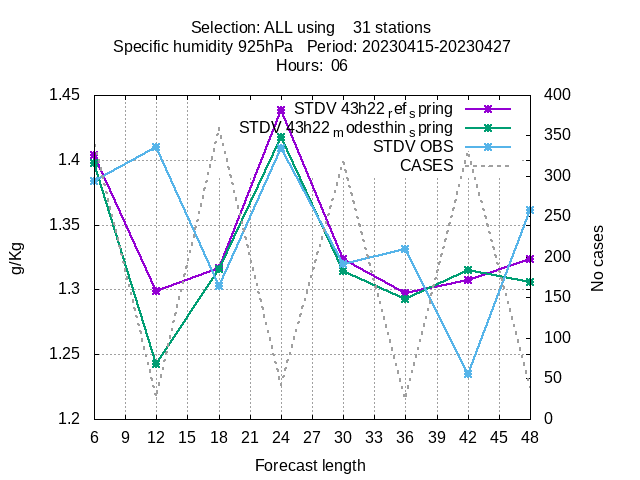 Selection: ALL using    31 stations
Specific humidity 925hPa   Period: 20230415-20230427
Hours:  06
1.45
1.4
1.35
1.3
1.25
1.2
g/Kg
STDV 43h22_ref_spring
STDV 43h22_modesthin_spring
STDV OBS
CASES
400
350
300
250
200
150
100
50
0
No cases
6 9 12 15 18 21 24 27 30 33 36 39 42 45 48
Forecast length